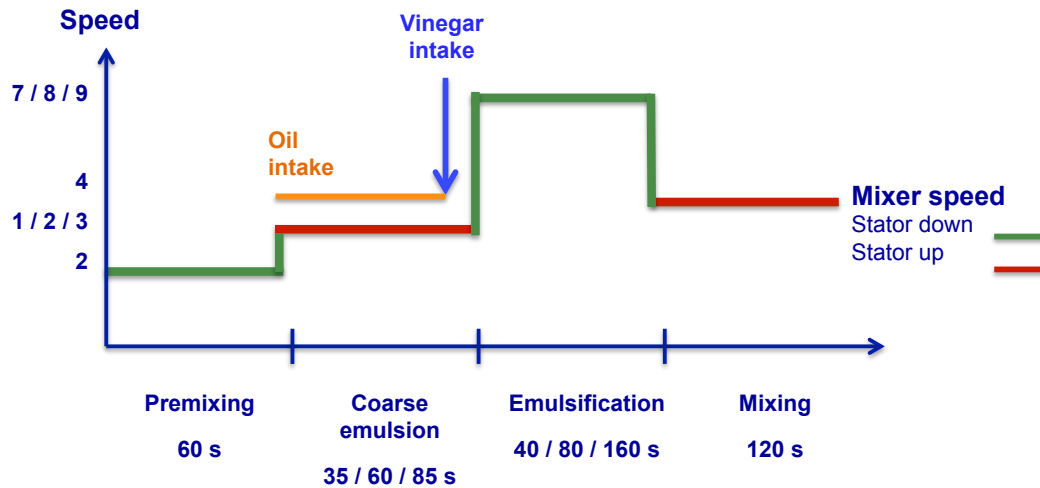 Speed
Vinegar
intake
7 / 8 / 9
Oil
intake
4
1 / 2 / 3
2
Mixer speed
Stator down
Stator up
Premixing
60 s
Coarse
emulsion
35 / 60 / 85 s
Emulsification
40 / 80 / 160 s
Mixing
120 s